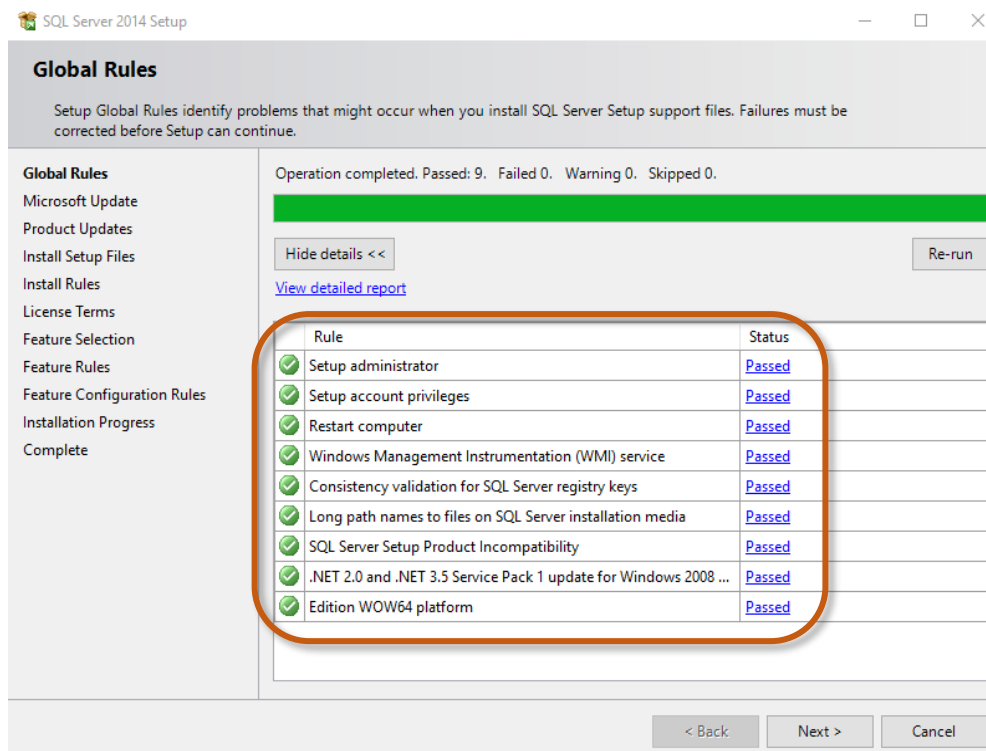 SQL Server 2014 Setup
Global Rules
Setup Global Rules identify problems that might occur when you install SQL Server Setup support files. Failures must be
corrected before Setup can continue.
Global Rules
Microsoft Update
Product Updates
Install Setup Files
Install Rules
License Terms
Feature Selection
Feature Rules
Feature Configuration Rules
Installation Progress
Complete
Operation completed. Passed: 9.   Failed 0.   Warning 0.   Skipped 0.
Hide details <<
Re-run
View detailed report
Rule Status
Setup administrator Passed
Setup account privileges Passed
Restart computer Passed
Windows Management Instrumentation (WMI) service Passed
Consistency validation for SQL Server registry keys Passed
Long path names to files on SQL Server installation media Passed
SQL Server Setup Product Incompatibility Passed
.NET 2.0 and .NET 3.5 Service Pack 1 update for Windows 2008 ... Passed
Edition WOW64 platform Passed
< Back Next > Cancel